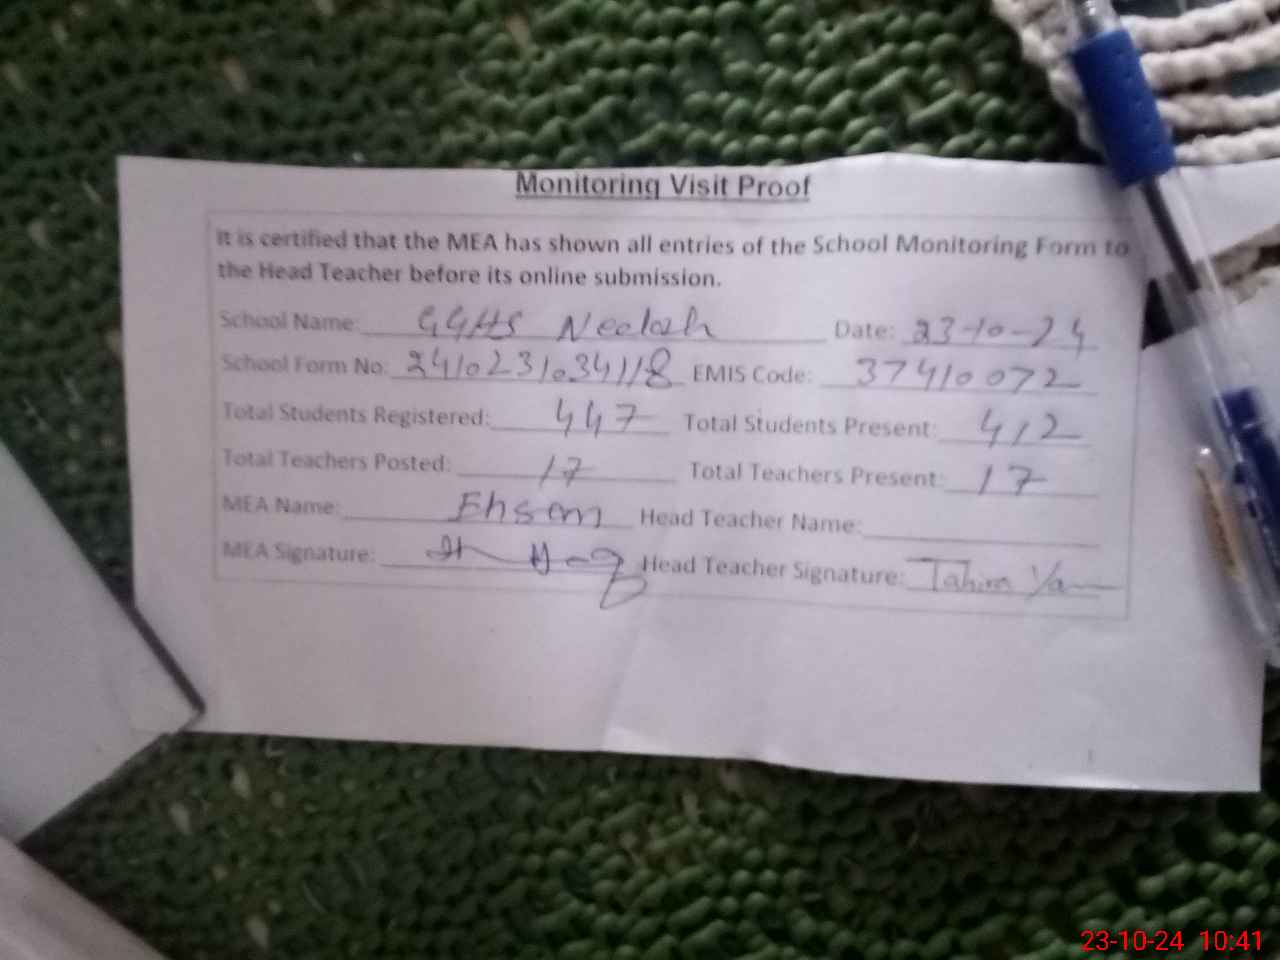 Monitoring Visit Proof
It is certified that the MEA has shown all entries of the School Monitoring Form to
the Head Teacher before its online submission.
School Name: GGHS Neelah Date: 23-10-24
School Form No: 2410231034118 EMIS Code: 37410072
Total Students Registered: 447 Total Students Present: 412
Total Teachers Posted: 17 Total Teachers Present: 17
MEA Name: Ehsan Head Teacher Name:
MEA Signature: Head Teacher Signature: Tahira
23-10-24 10:41